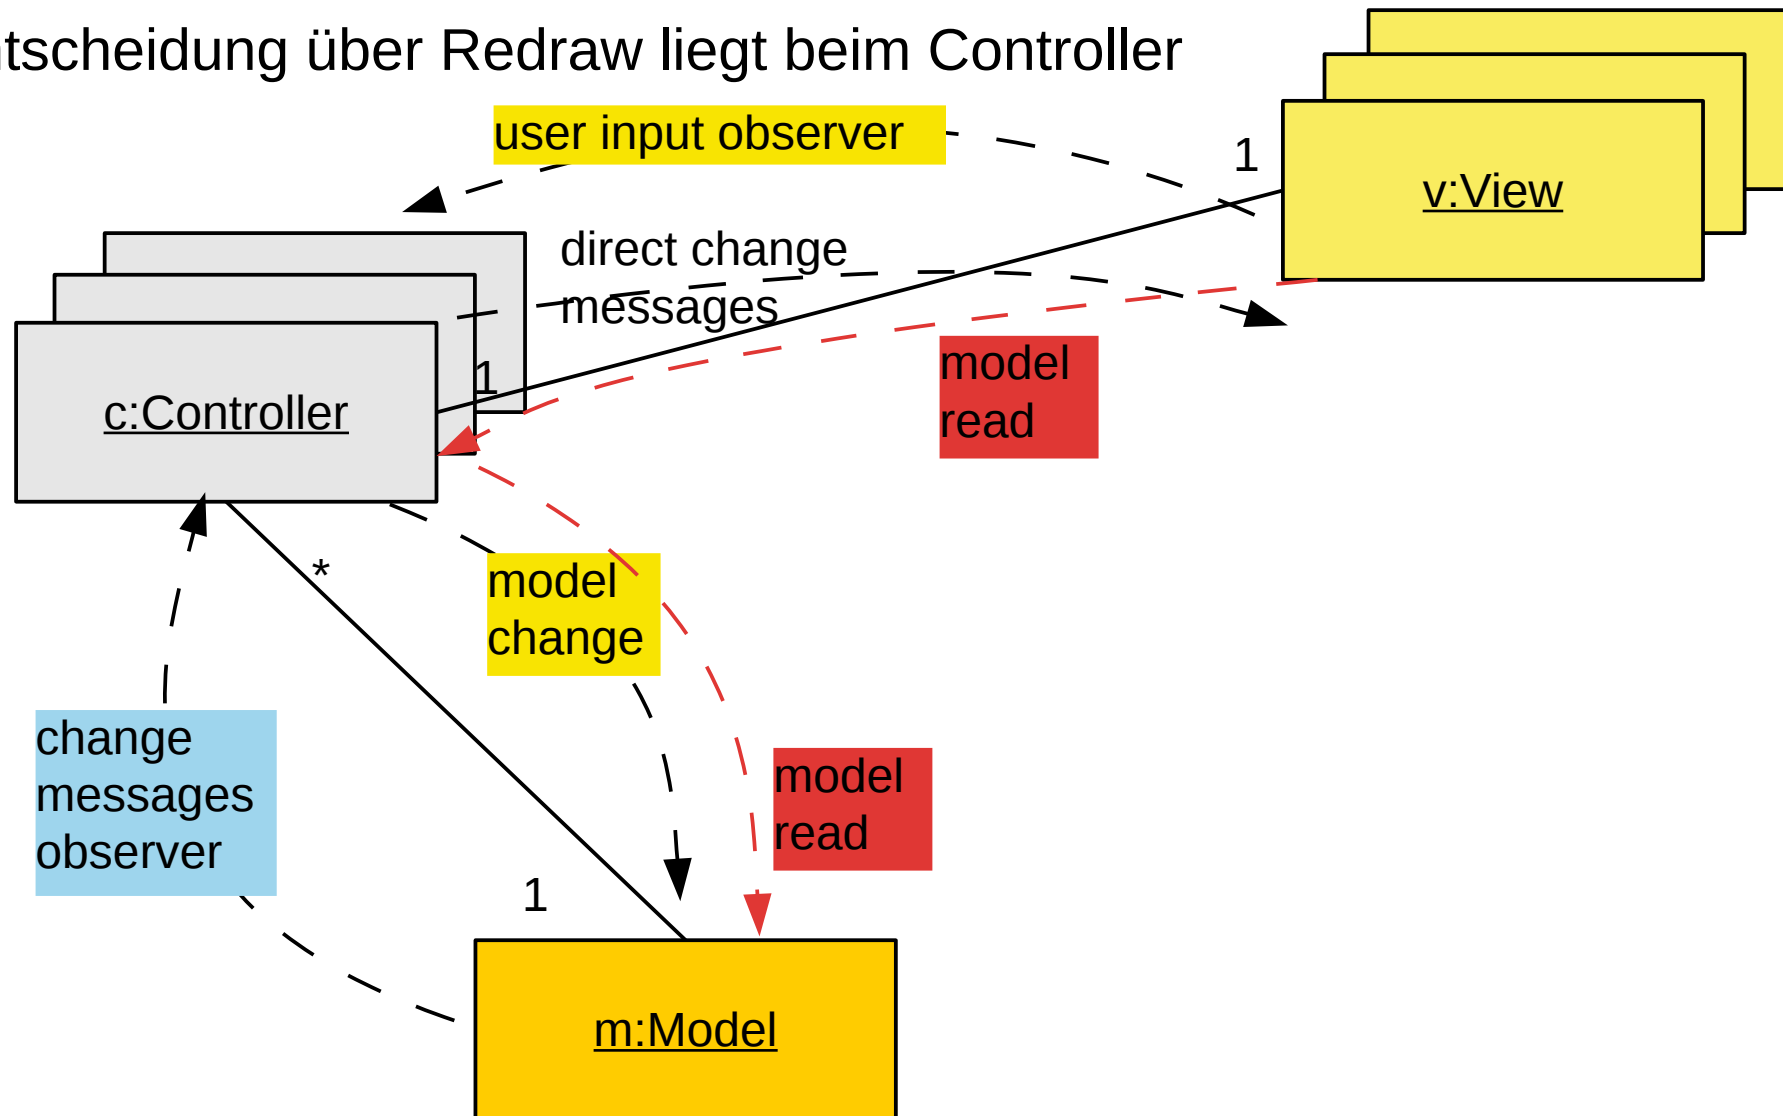 über Redraw liegt beim Controller
user input observer
1
v:View
direct change
messages
model
read
1
c:Controller
*
model
change
change
messages
observer
model
read
1
m:Model